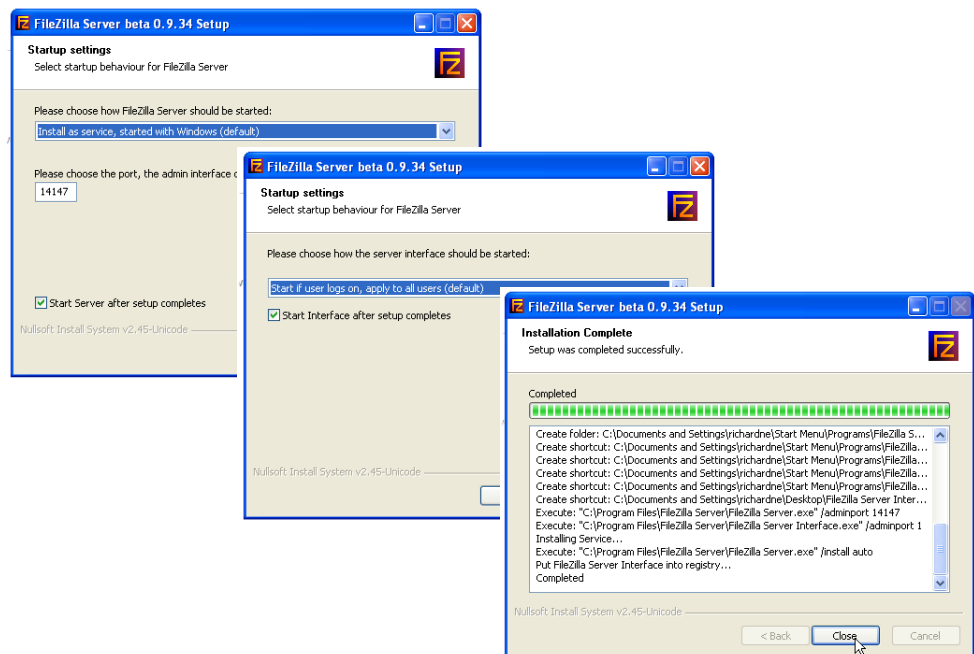 FileZilla Server beta 0.9.34 Setup
Startup settings
Select startup behaviour for FileZilla Server
Please choose how FileZilla Server should be started:
Install as service, started with Windows (default)
Please choose the port, the admin interface
14147
Start Server after setup completes
Nullsoft Install System v2.45-Unicode
FileZilla Server beta 0.9.34 Setup
Startup settings
Select startup behaviour for FileZilla Server
Please choose how the server interface should be started:
Start if user logs on, apply to all users (default)
Start Interface after setup completes
Nullsoft Install System v2.45-Unicode
FileZilla Server beta 0.9.34 Setup
Installation Complete
Setup was completed successfully.
Completed
Create folder: C:\Documents and Settings\richardne\Start Menu\Programs\FileZilla S...
Create shortcut: C:\Documents and Settings\richardne\Start Menu\Programs\FileZilla...
Create shortcut: C:\Documents and Settings\richardne\Start Menu\Programs\FileZilla...
Create shortcut: C:\Documents and Settings\richardne\Start Menu\Programs\FileZilla...
Create shortcut: C:\Documents and Settings\richardne\Start Menu\Programs\FileZilla...
Create shortcut: C:\Documents and Settings\richardne\Desktop\FileZilla Server Inter...
Execute: "C:\Program Files\FileZilla Server\FileZilla Server.exe" /adminport 14147
Execute: "C:\Program Files\FileZilla Server\FileZilla Server Interface.exe" /adminport 1
Installing Service...
Execute: "C:\Program Files\FileZilla Server\FileZilla Server.exe" /install auto
Put FileZilla Server Interface into registry...
Completed
Nullsoft Install System v2.45-Unicode
< Back
Close
Cancel